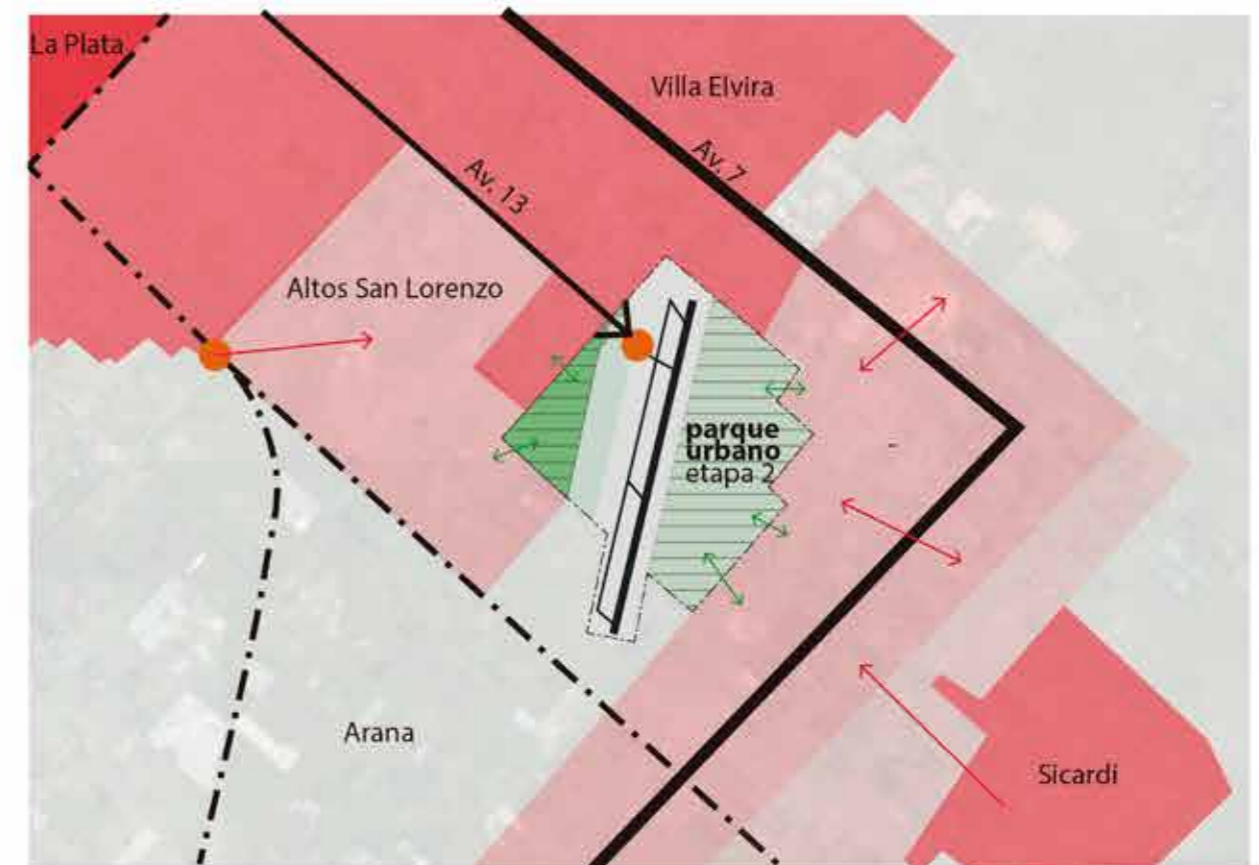 La Plata
Villa Elvira
Av. 7
Av. 13
Altos San Lorenzo
parque
urbano
etapa 2
Arana
Sicardi